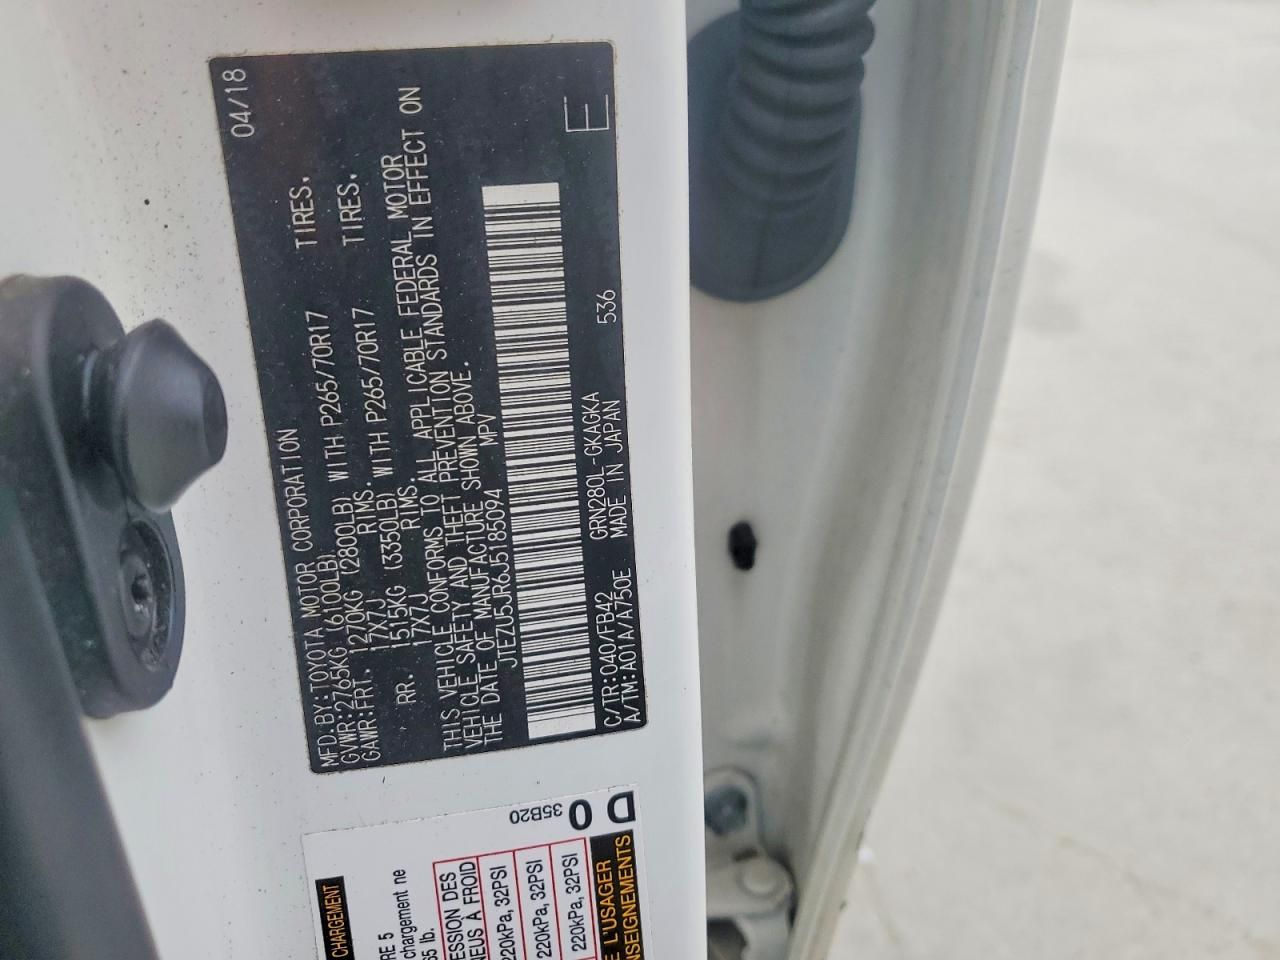 MFD.BY:TOYOTA MOTOR CORPORATION 04/18
GVWR:2765KG (6100LB)
GAWR:FRT. 1270KG (2800LB) WITH P265/70R17 TIRES.
17X7J RIMS.
RR. 1515KG (3350LB) WITH P265/70R17 TIRES.
17X7J RIMS.
THIS VEHICLE CONFORMS TO ALL APPLICABLE FEDERAL MOTOR
VEHICLE SAFETY AND THEFT PREVENTION STANDARDS IN EFFECT ON
THE DATE OF MANUFACTURE SHOWN ABOVE.
JTEZU5JR6J5185094 MPV
E
C/TR:040/FB42 GRN280L-GKAGKA 536
A/TM:A01A/A750E MADE IN JAPAN
35B20
D O
CHARGEMENT
RE 5
chargement ne
65 lb.
ESSION DES
NEUS À FROID
220kPa, 32PSI
220kPa, 32PSI
220kPa, 32PSI
E L'USAGER
NSEIGNEMENTS